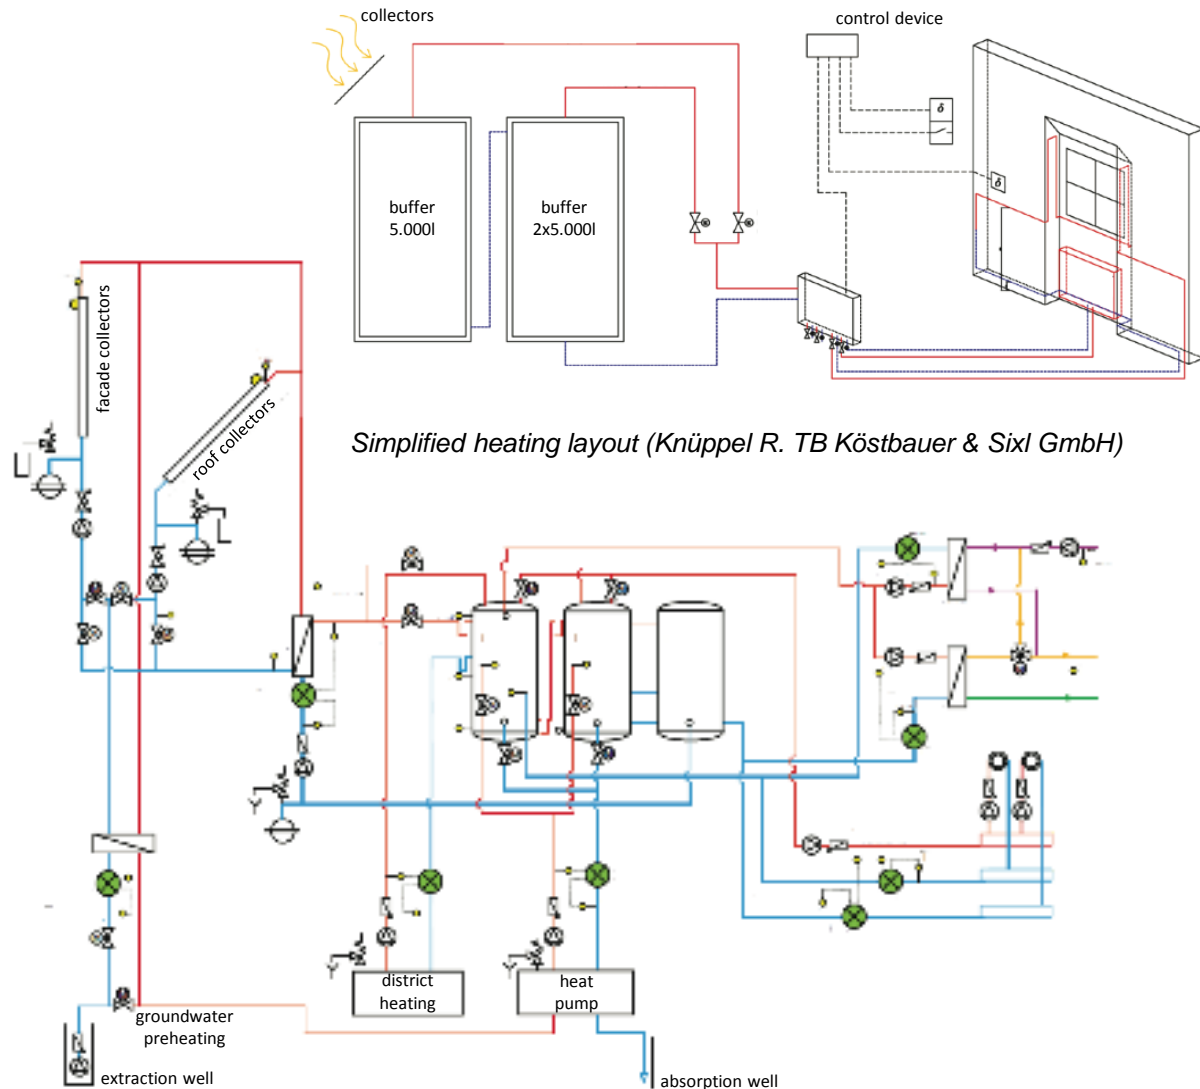 collectors
control device
δ
δ
buffer
5.000l
buffer
2x5.000l
facade collectors
roof collectors
Simplified heating layout (Knüppel R. TB Köstbauer & Sixl GmbH)
district
heating
heat
pump
groundwater
preheating
extraction well
absorption well